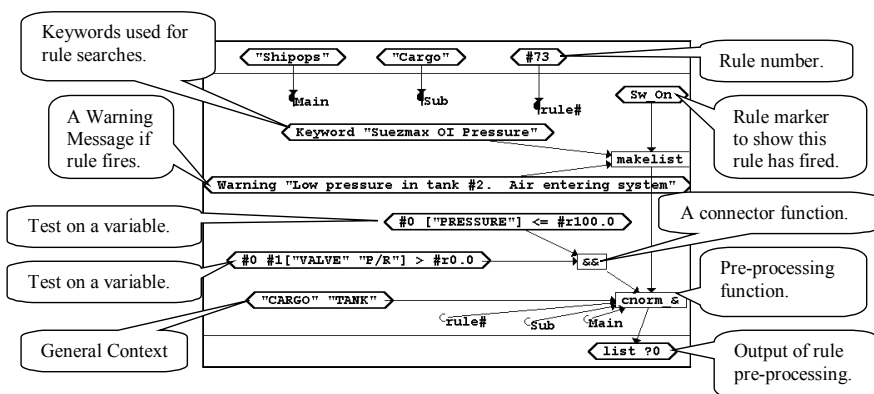 Keywords used for
rule searches.
"Shipops"
"Cargo"
#73
Rule number.
Main
Sub
rule#
Sw_On
A Warning
Message if
rule fires.
Keyword "Suezmax OI Pressure"
Rule marker
to show this
rule has fired.
makelist
Warning "Low pressure in tank #2. Air entering system"
Test on a variable.
#0 ["PRESSURE"] <= #r100.0
A connector function.
Test on a variable.
#0 #1["VALVE" "P/R"] > #r0.0
&&
Pre-processing
function.
"CARGO" "TANK"
cnorm_&
rule#
Sub
Main
General Context
list ?0
Output of rule
pre-processing.